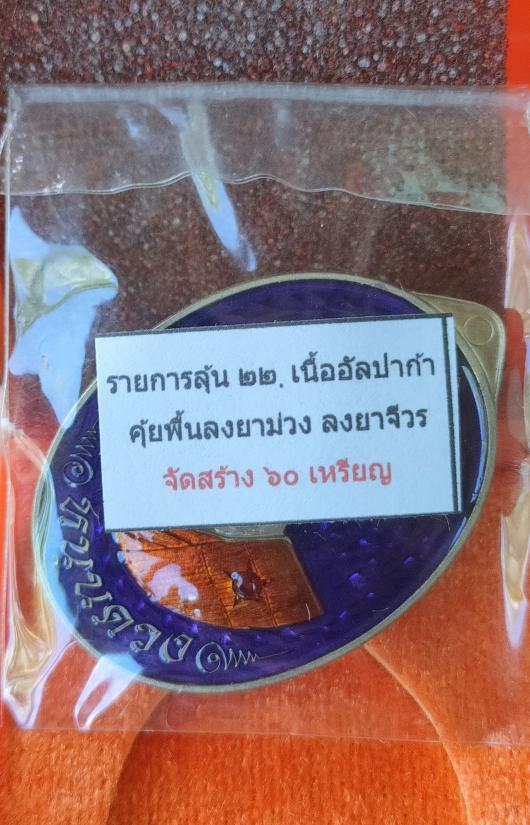 รายการลุ้น ๒๒. เนื้ออัลปาก้า
คุ้ยพื้นลงยาม่วง ลงยาจีวร
จัดสร้าง ๖๐ เหรียญ